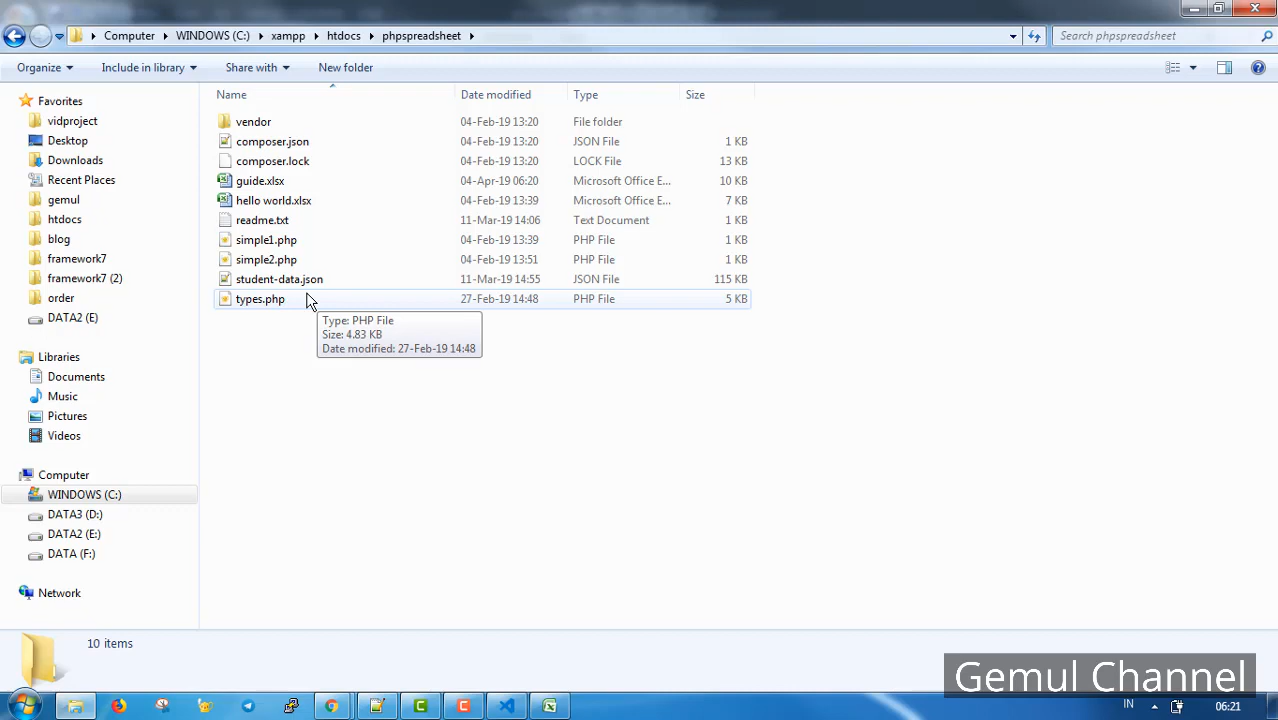 Computer WINDOWS (C:) xampp htdocs phpspreadsheet
Search phpspreadsheet
Organize Include in library Share with New folder
Name Date modified Type Size
Favorites
vidproject
Desktop
Downloads
Recent Places
gemul
htdocs
blog
framework7
framework7 (2)
order
DATA2 (E)
Libraries
Documents
Music
Pictures
Videos
Computer
WINDOWS (C:)
DATA3 (D:)
DATA2 (E:)
DATA (F:)
Network
vendor 04-Feb-19 13:20 File folder
composer.json 04-Feb-19 13:20 JSON File 1 KB
composer.lock 04-Feb-19 13:20 LOCK File 13 KB
guide.xlsx 04-Apr-19 06:20 Microsoft Office E... 10 KB
hello world.xlsx 04-Feb-19 13:39 Microsoft Office E... 7 KB
readme.txt 11-Mar-19 14:06 Text Document 1 KB
simple1.php 04-Feb-19 13:39 PHP File 1 KB
simple2.php 04-Feb-19 13:51 PHP File 1 KB
student-data.json 11-Mar-19 14:55 JSON File 115 KB
types.php 27-Feb-19 14:48 PHP File 5 KB
Type: PHP File
Size: 4.83 KB
Date modified: 27-Feb-19 14:48
10 items
Gemul Channel
IN 06:21